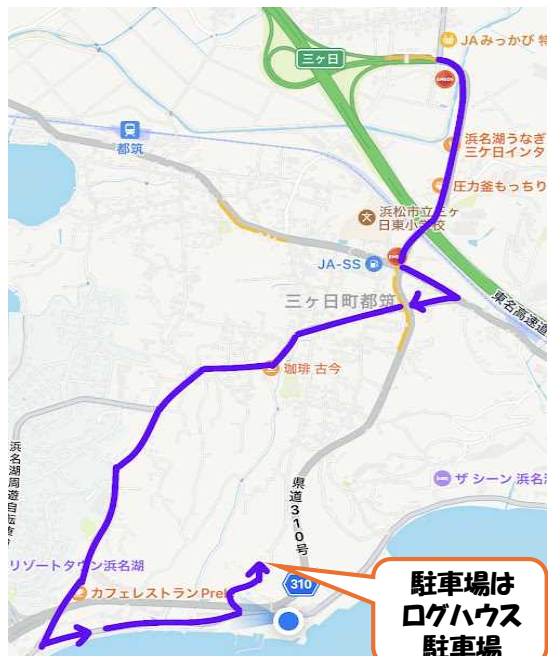 JAみっかび 特
三ヶ日
浜名湖うなぎ
三ケ日インタ
都筑
圧力釜もっちり
浜松市立三ヶ
日東小学校
JA-SS
三ヶ日町都筑
東名高速道
珈琲 古今
ザ シーン 浜名湖
県道310号
浜名湖周遊自転車
リゾートタウン浜名湖
カフェレストラン Prel
310
駐車場は
ログハウス
駐車場